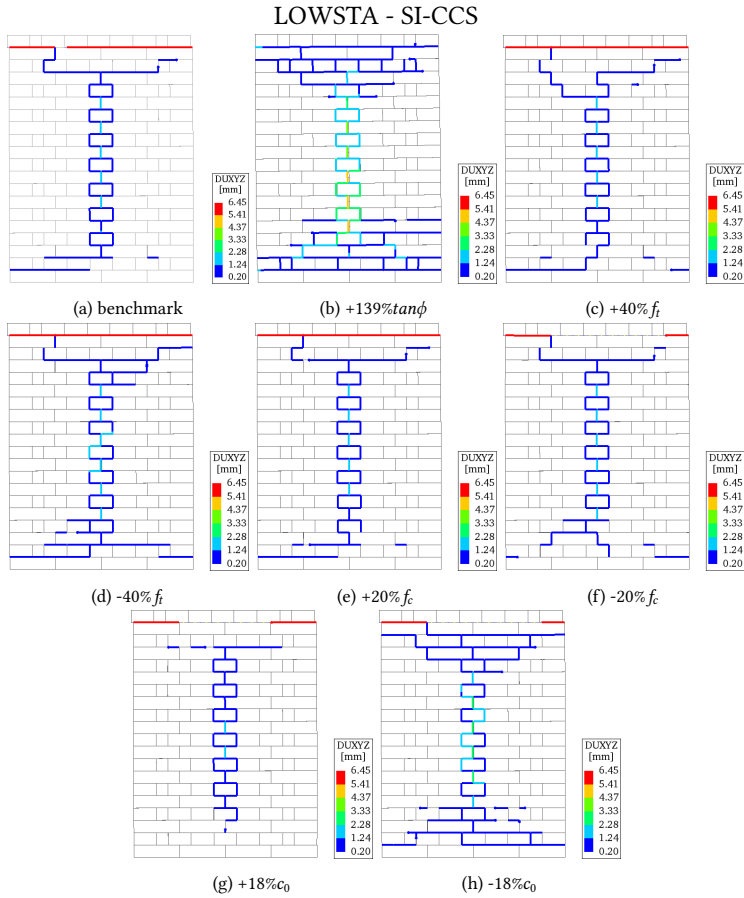 LOWSTA - SI-CCS
DUXYZ
[mm]
6.45
5.41
4.37
3.33
2.28
1.24
0.20
DUXYZ
[mm]
6.45
5.41
4.37
3.33
2.28
1.24
0.20
DUXYZ
[mm]
6.45
5.41
4.37
3.33
2.28
1.24
0.20
(a) benchmark
(b) +139%tanϕ
(c) +40%fₜ
DUXYZ
[mm]
6.45
5.41
4.37
3.33
2.28
1.24
0.20
DUXYZ
[mm]
6.45
5.41
4.37
3.33
2.28
1.24
0.20
DUXYZ
[mm]
6.45
5.41
4.37
3.33
2.28
1.24
0.20
(d) -40%fₜ
(e) +20%f_c
(f) -20%f_c
DUXYZ
[mm]
6.45
5.41
4.37
3.33
2.28
1.24
0.20
DUXYZ
[mm]
6.45
5.41
4.37
3.33
2.28
1.24
0.20
(g) +18%c₀
(h) -18%c₀